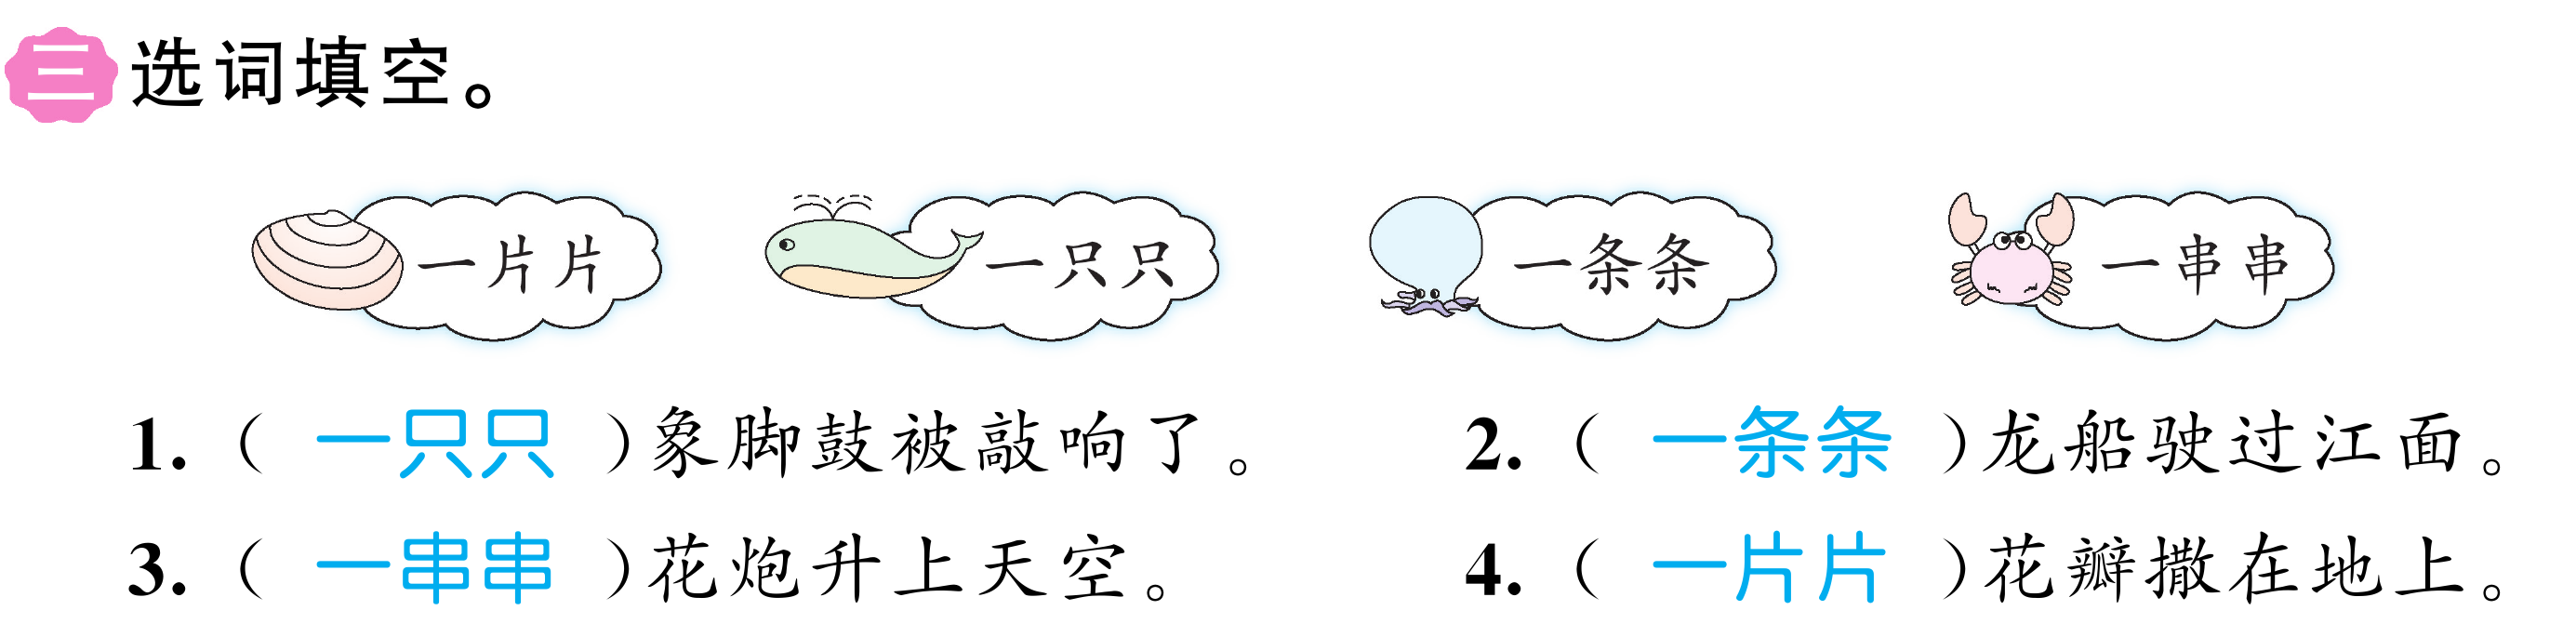 三 选词填空。
一片片 一只只 一条条 一串串
1.（ 一只只 ）象脚鼓被敲响了。 2.（ 一条条 ）龙船驶过江面。
3.（ 一串串 ）花炮升上天空。 4.（ 一片片 ）花瓣撒在地上。